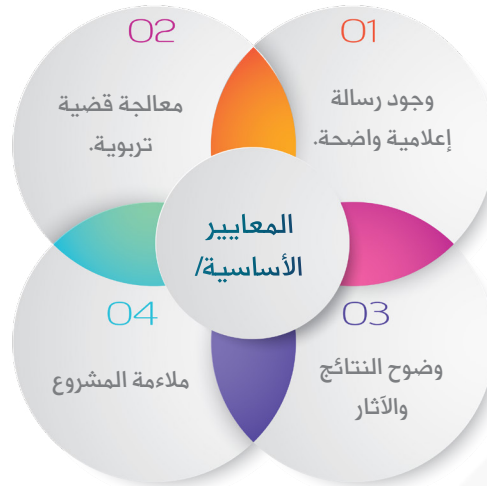 المعايير
الأساسية/
01
وجود رسالة
إعلامية واضحة.
02
معالجة قضية
تربوية.
03
وضوح النتائج
والآثار
04
ملاءمة المشروع